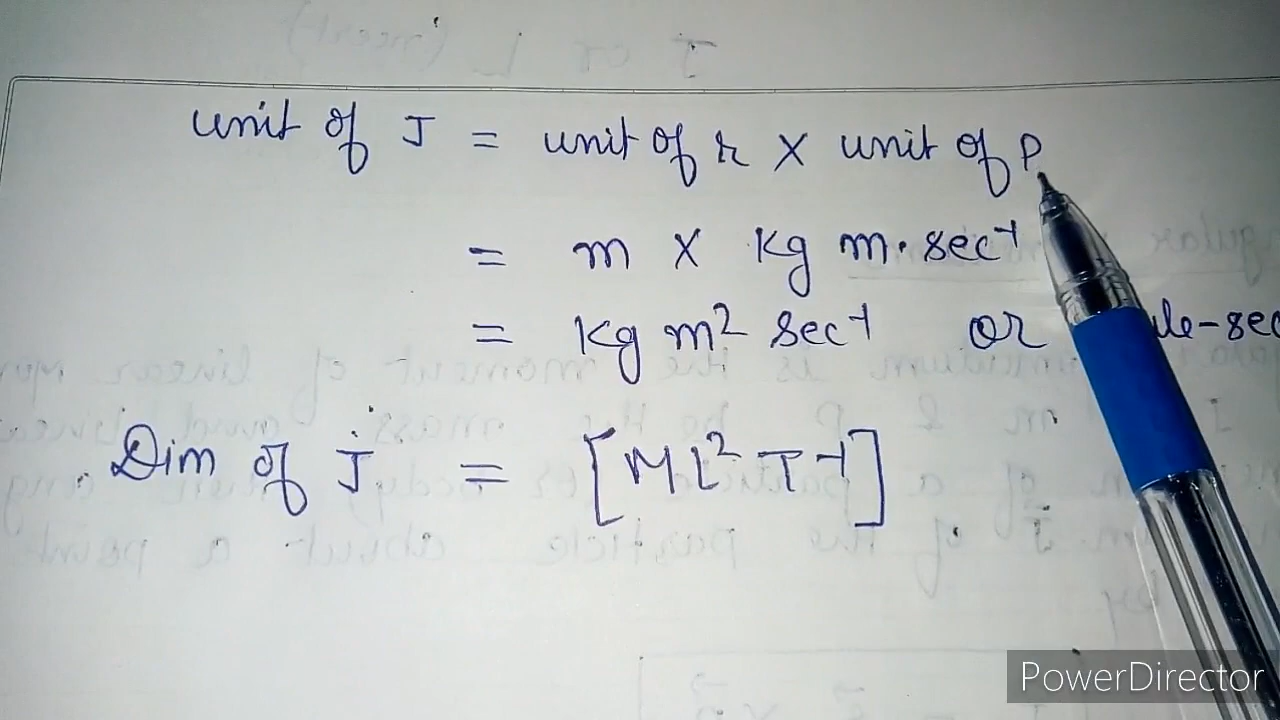 unit of J = unit of r × unit of P
= m × kg m· sec⁻¹
= kg m² sec⁻¹ or
Dim of J = [ML²T⁻¹]
PowerDirector